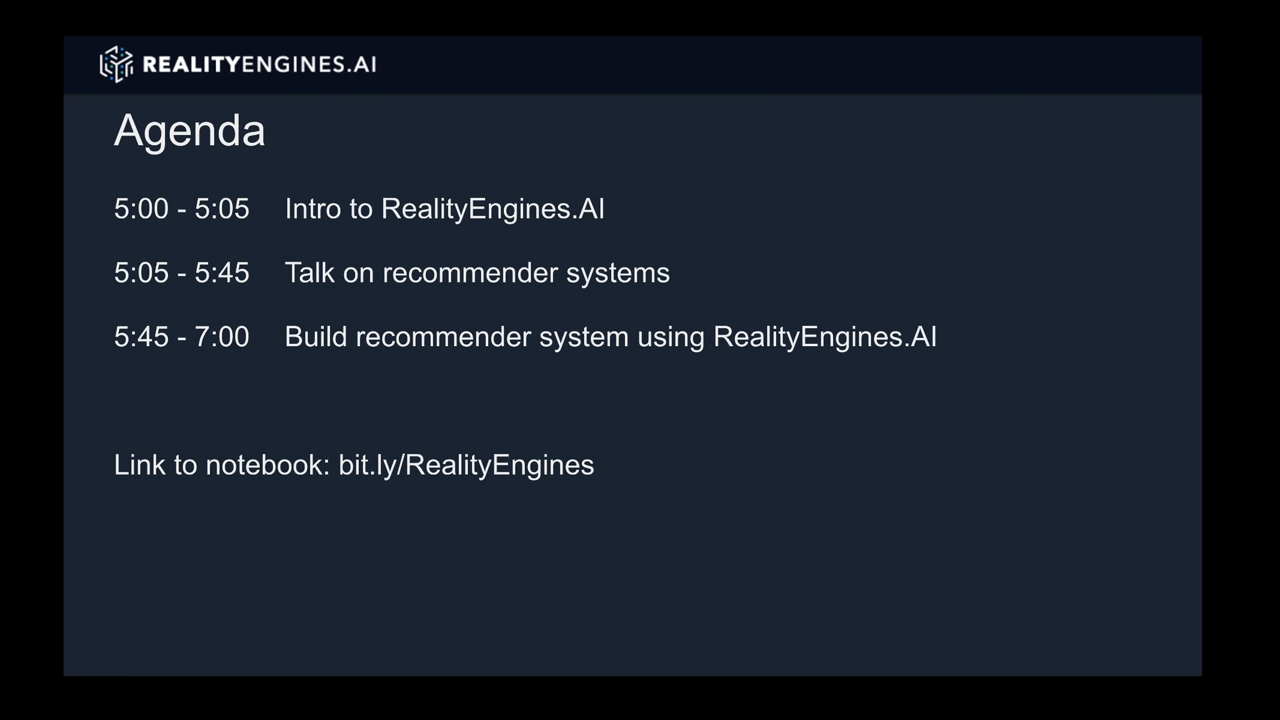 REALITYENGINES.AI
Agenda
5:00 - 5:05 Intro to RealityEngines.AI
5:05 - 5:45 Talk on recommender systems
5:45 - 7:00 Build recommender system using RealityEngines.AI
Link to notebook: bit.ly/RealityEngines